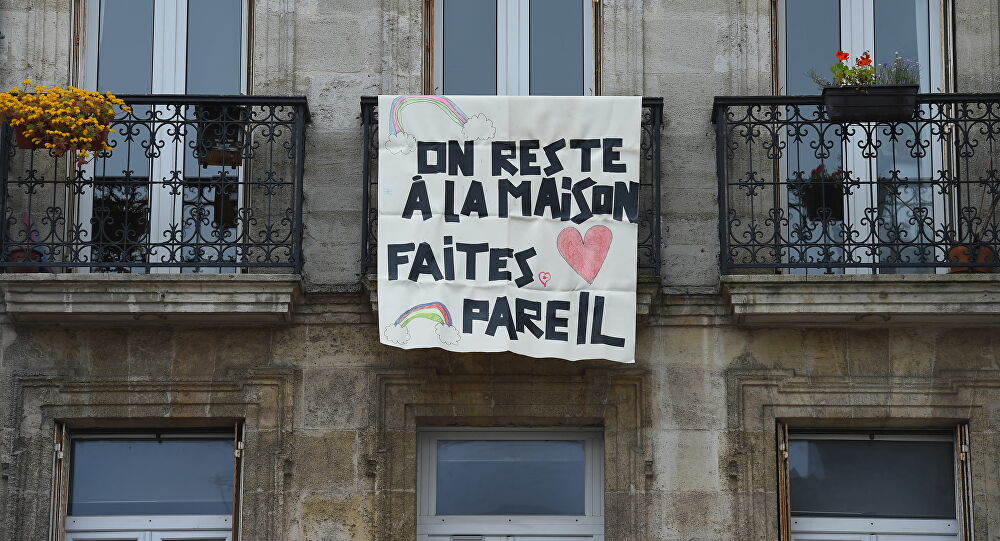 ON RESTE
À LA MAiSON
FAITES
PAREIL